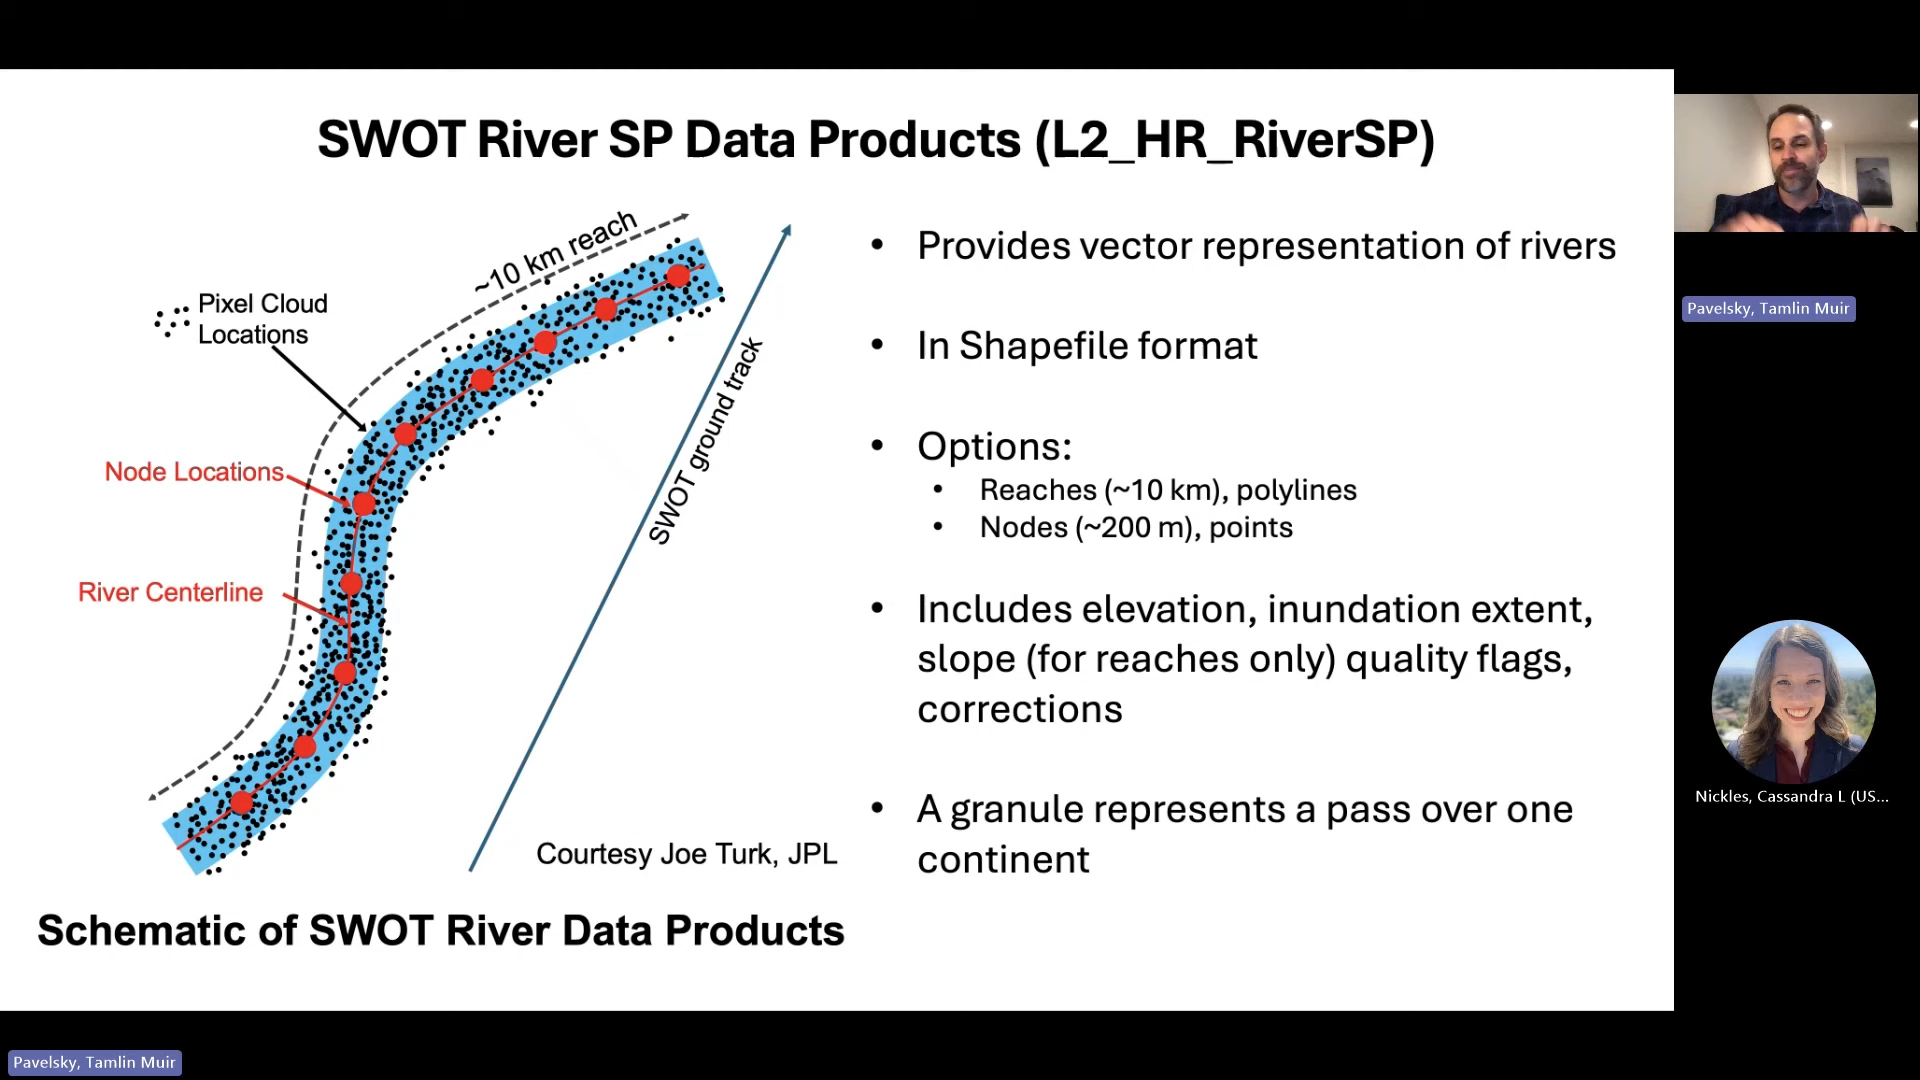 SWOT River SP Data Products (L2_HR_RiverSP)
~10 km reach
Pixel Cloud
Locations
Node Locations
River Centerline
SWOT ground track
Courtesy Joe Turk, JPL
Schematic of SWOT River Data Products
• Provides vector representation of rivers
• In Shapefile format
• Options:
• Reaches (~10 km), polylines
• Nodes (~200 m), points
• Includes elevation, inundation extent,
slope (for reaches only) quality flags,
corrections
• A granule represents a pass over one
continent
Pavelsky, Tamlin Muir
Nickles, Cassandra L (US...
Pavelsky, Tamlin Muir